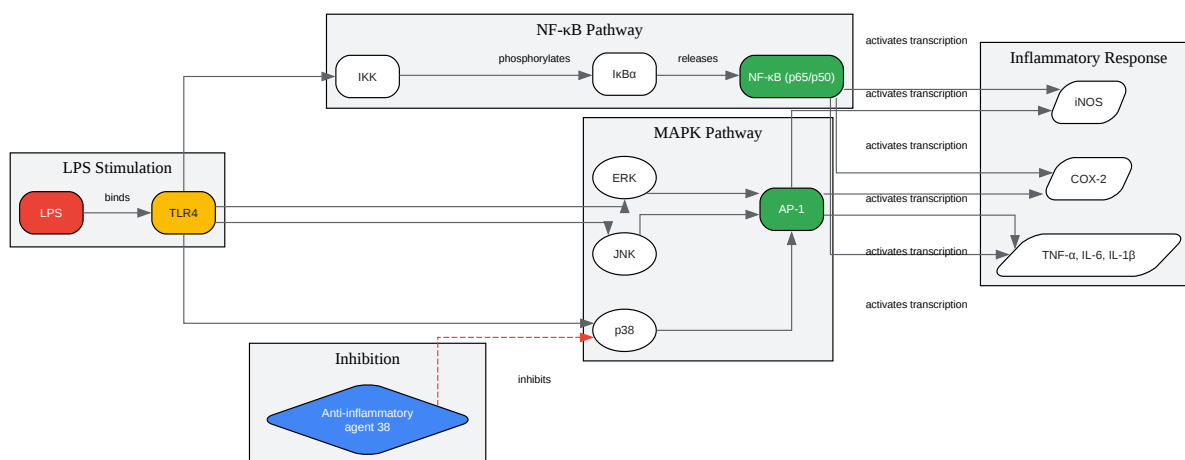 NF-κB Pathway
IKK
phosphorylates
IκBα
releases
NF-κB (p65/p50)
activates transcription
Inflammatory Response
iNOS
activates transcription
MAPK Pathway
activates transcription
LPS Stimulation
ERK
COX-2
LPS
binds
TLR4
AP-1
activates transcription
JNK
activates transcription
TNF-α, IL-6, IL-1β
p38
activates transcription
Inhibition
inhibits
Anti-inflammatory
agent 38